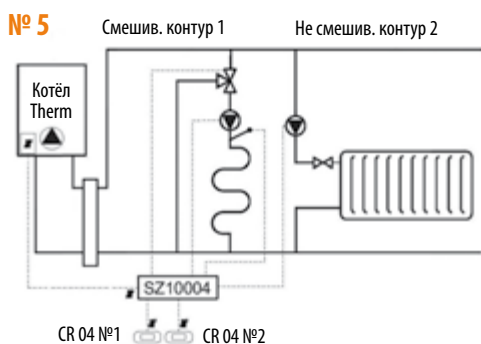 № 5
Смешив. контур 1
Не смешив. контур 2
Котёл
Therm
SZ10004
CR 04 №1
CR 04 №2